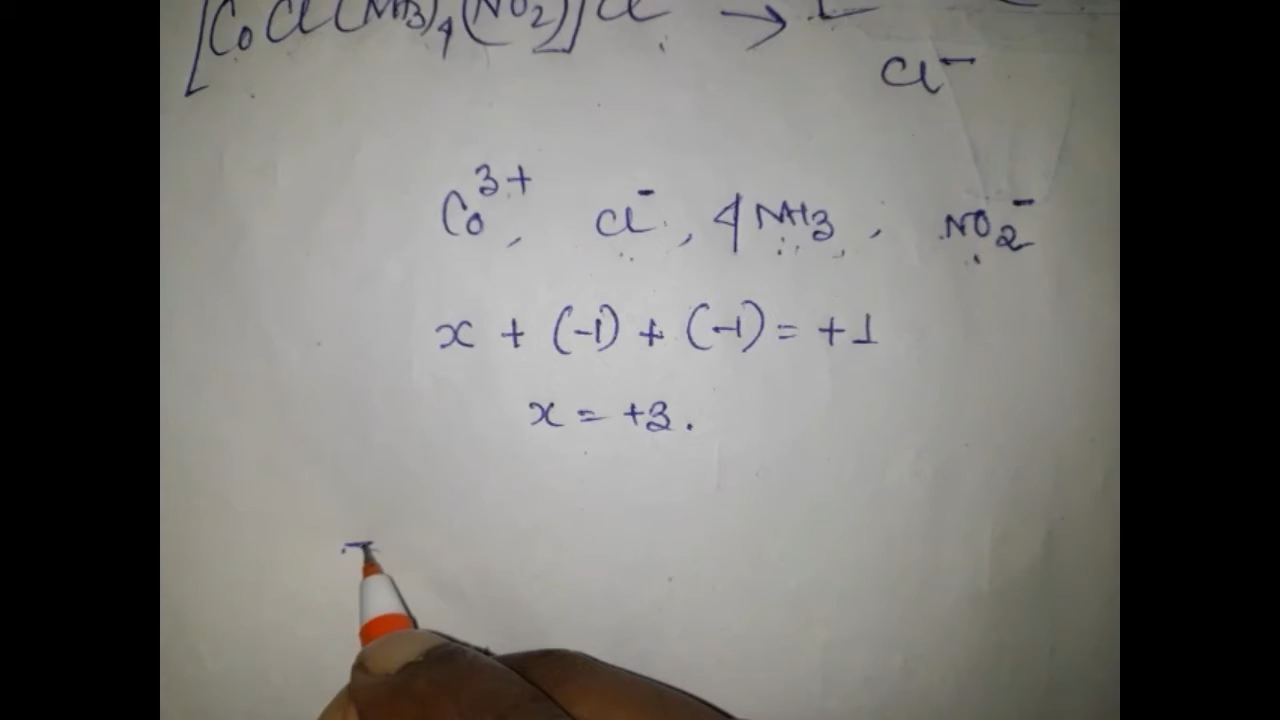 [CoCl(NH3)4(NO2)]Cl →
Cl⁻
Co³⁺, Cl⁻, 4NH3, NO2⁻
x + (-1) + (-1) = +1
x = +3.